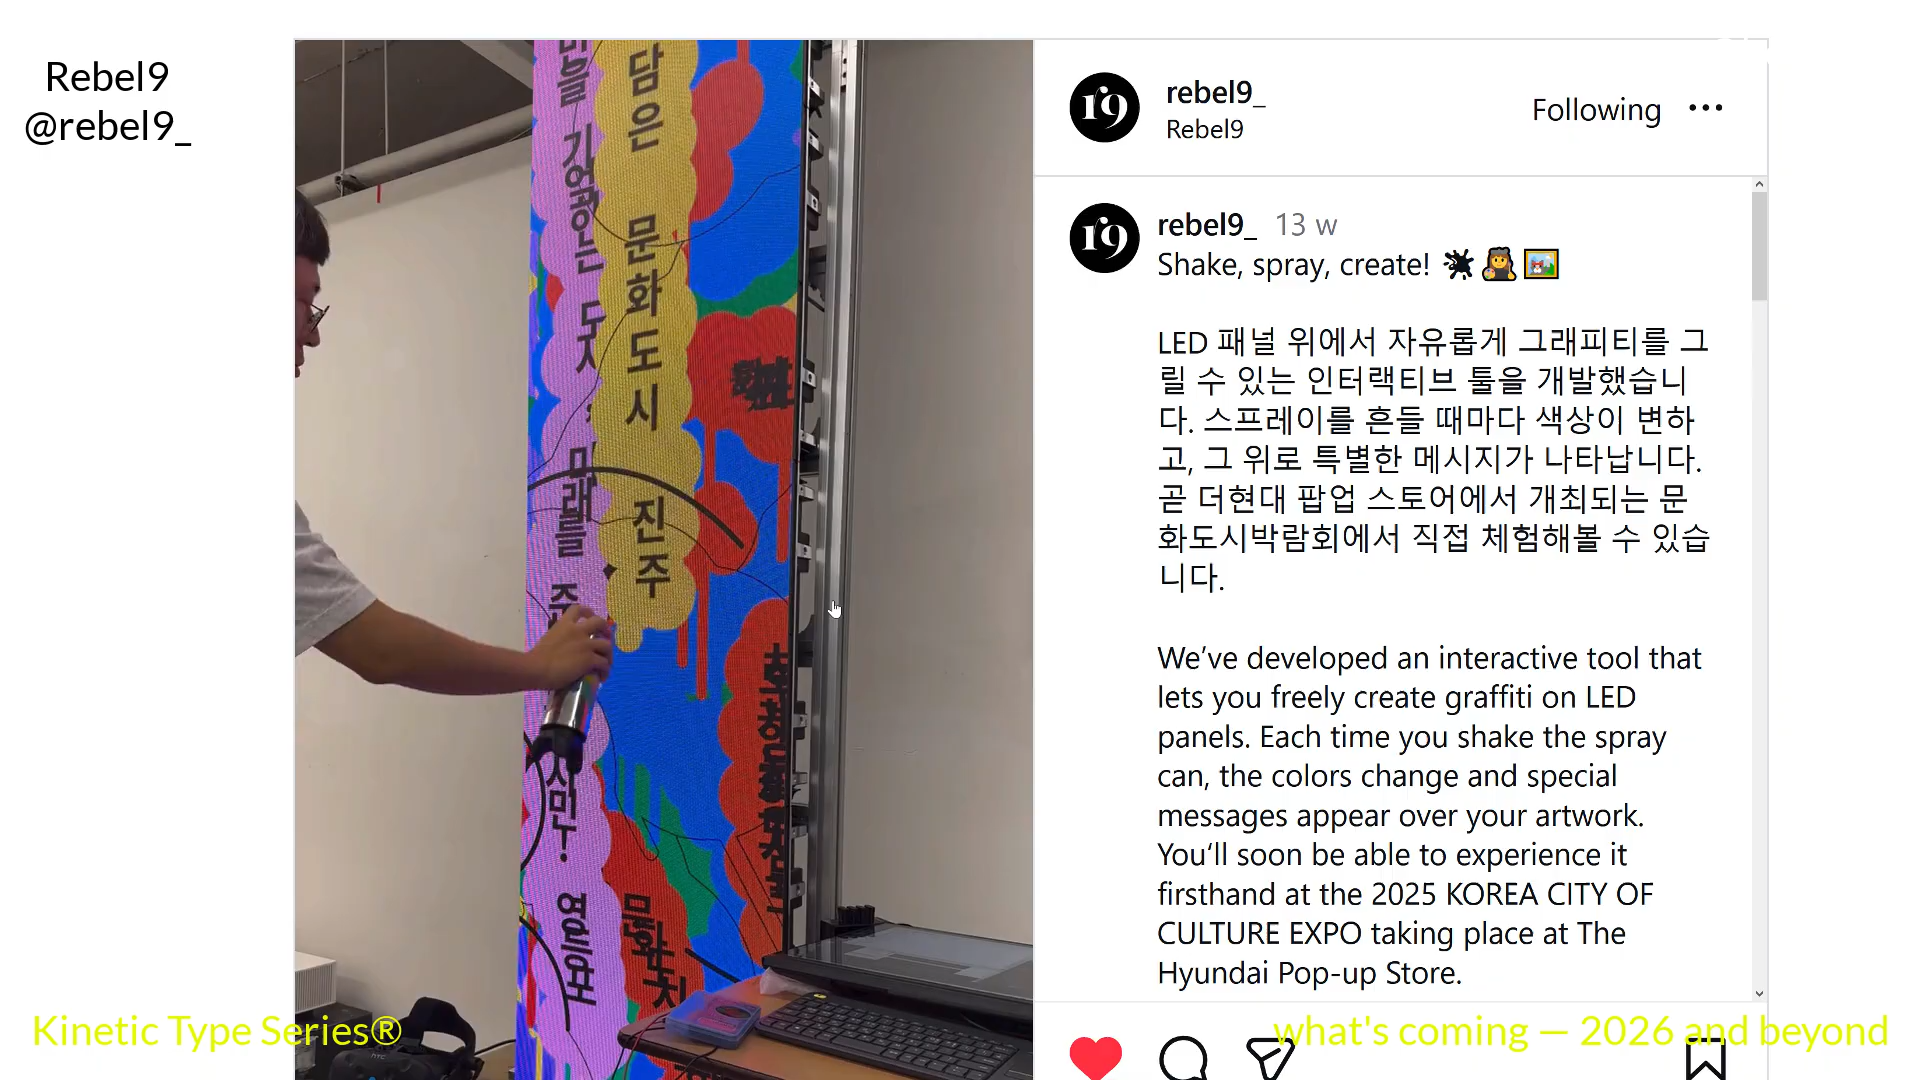 Rebel9
@rebel9_
rebel9_
Rebel9
Following
rebel9_ 13 w
Shake, spray, create!
LED 패널 위에서 자유롭게 그래피티를 그
릴 수 있는 인터랙티브 툴을 개발했습니
다. 스프레이를 흔들 때마다 색상이 변하
고, 그 위로 특별한 메시지가 나타납니다.
곧 더현대 팝업 스토어에서 개최되는 문
화도시박람회에서 직접 체험해볼 수 있습
니다.
We’ve developed an interactive tool that
lets you freely create graffiti on LED
panels. Each time you shake the spray
can, the colors change and special
messages appear over your artwork.
You‘ll soon be able to experience it
firsthand at the 2025 KOREA CITY OF
CULTURE EXPO taking place at The
Hyundai Pop-up Store.
담은 문화도시 진주
미래를
열린
문화
r9
r9
Kinetic Type Series®
what's coming — 2026 and beyond